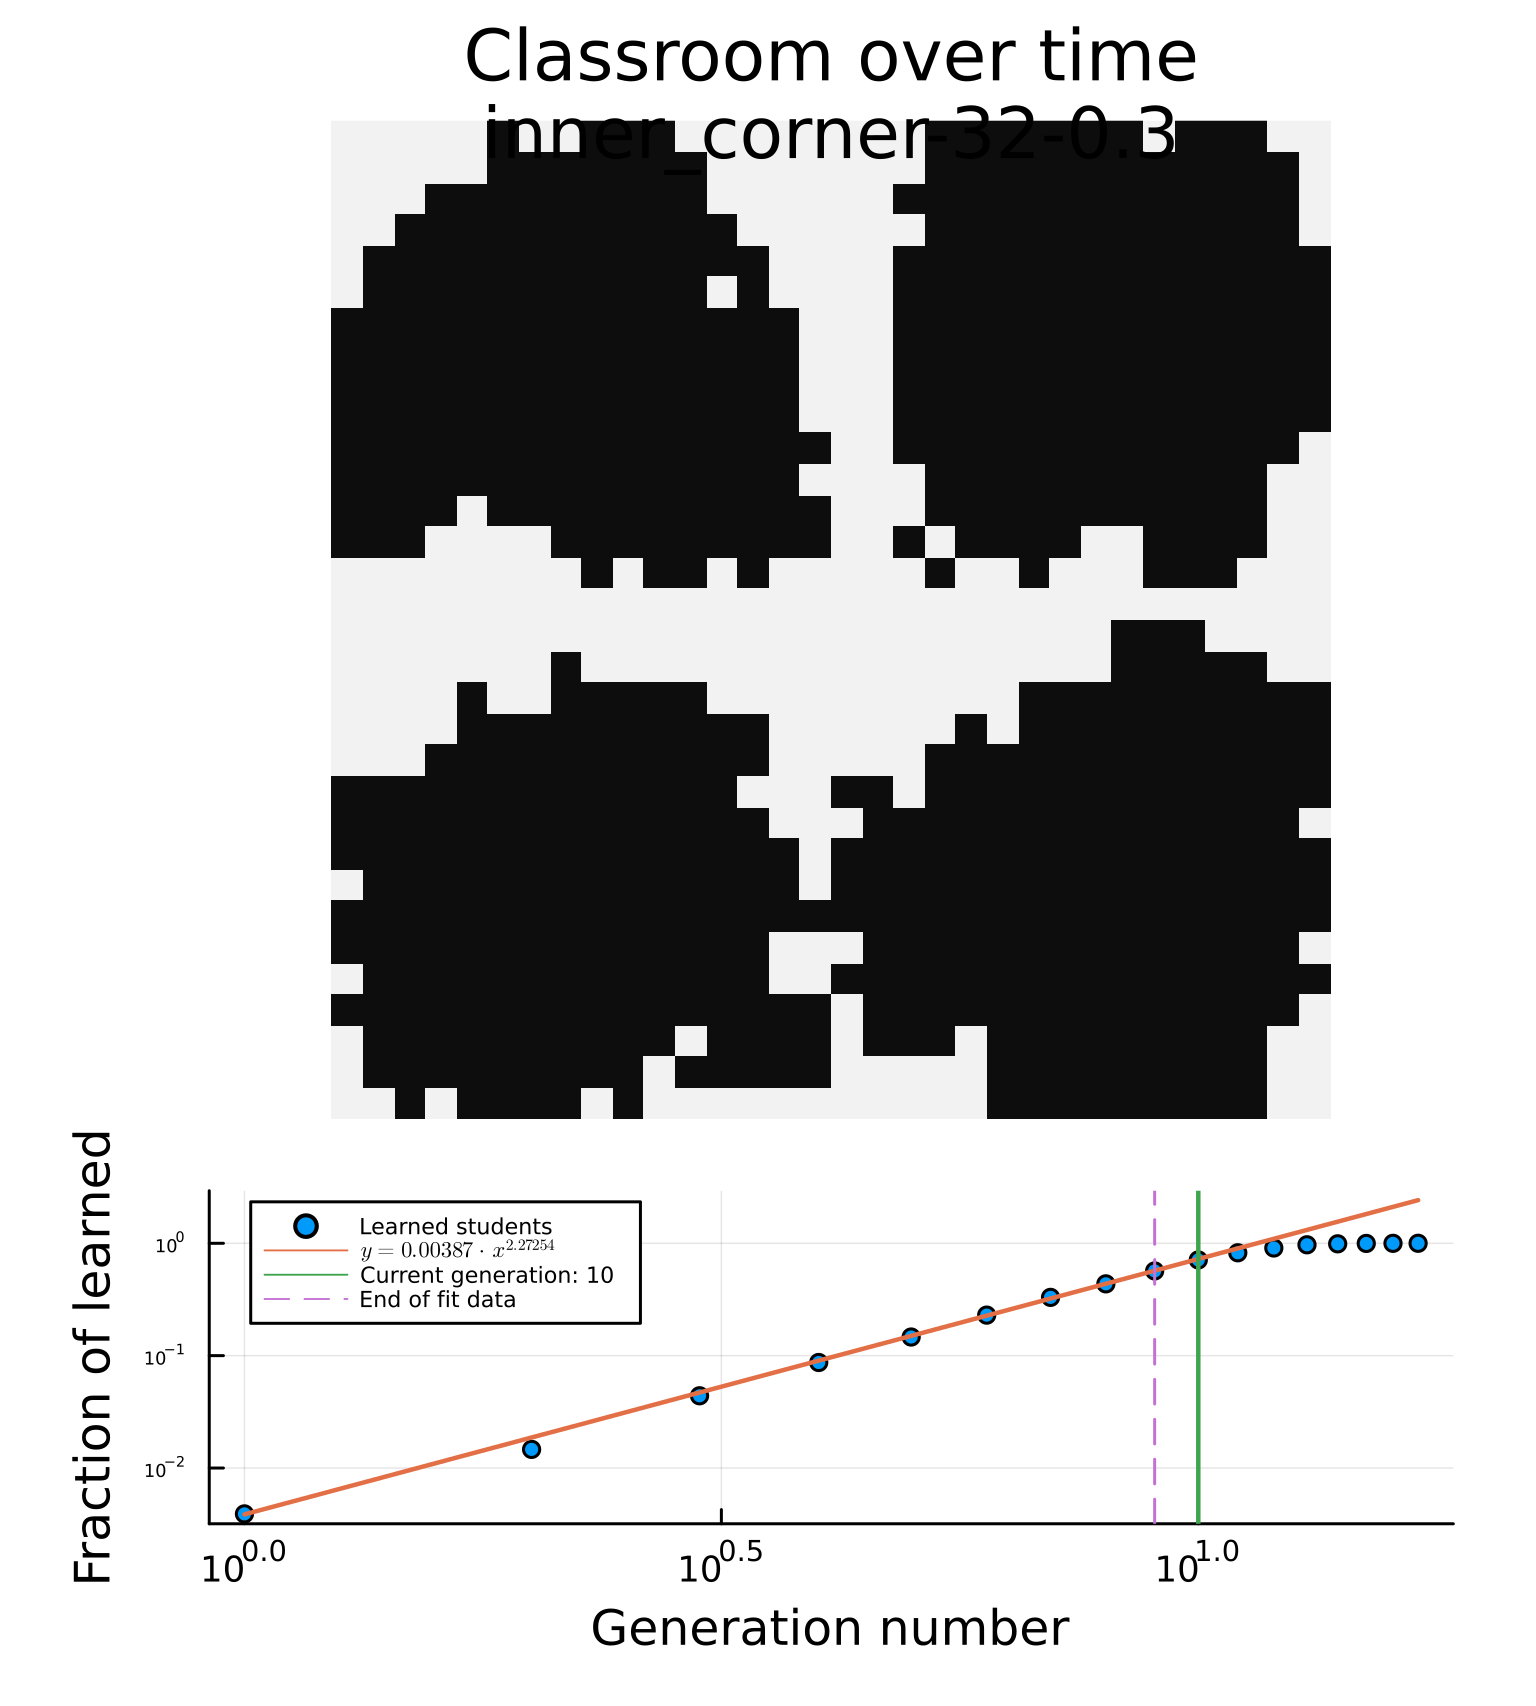 Classroom over time
inner_corner-32-0.3
Fraction of learned
Learned students
y = 0.00387 · x^2.27254
Current generation: 10
End of fit data
10^0
10^-1
10^-2
10^0.0
10^0.5
10^1.0
Generation number